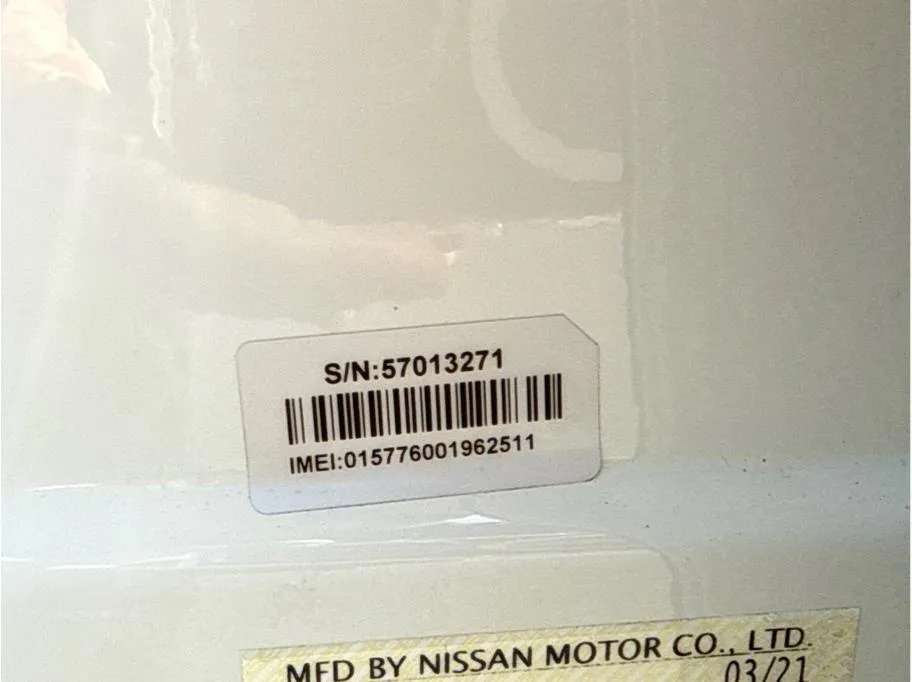 S/N:57013271
IMEI:015776001962511
MFD BY NISSAN MOTOR CO., LTD.
03/21